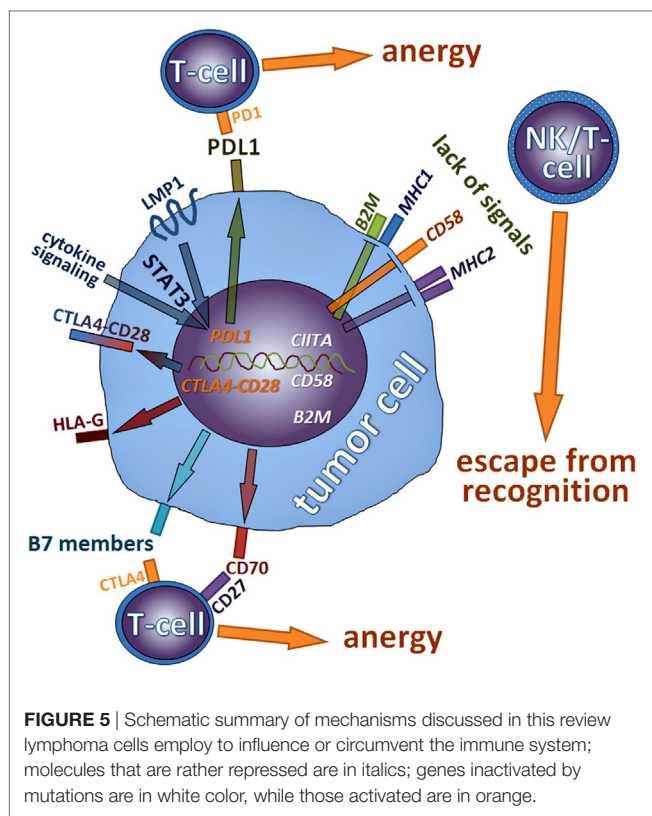 T-cell
anergy
PD1
PDL1
NK/T-
cell
lack of signals
LMP1
B2M
MHC1
CD58
MHC2
cytokine
signaling
STAT3
CTLA4-CD28
PDL1
CIITA
CTLA4-CD28
CD58
B2M
HLA-G
tumor cell
escape from
recognition
B7 members
CTLA4
CD70
CD27
T-cell
anergy
FIGURE 5 | Schematic summary of mechanisms discussed in this review
lymphoma cells employ to influence or circumvent the immune system;
molecules that are rather repressed are in italics; genes inactivated by
mutations are in white color, while those activated are in orange.